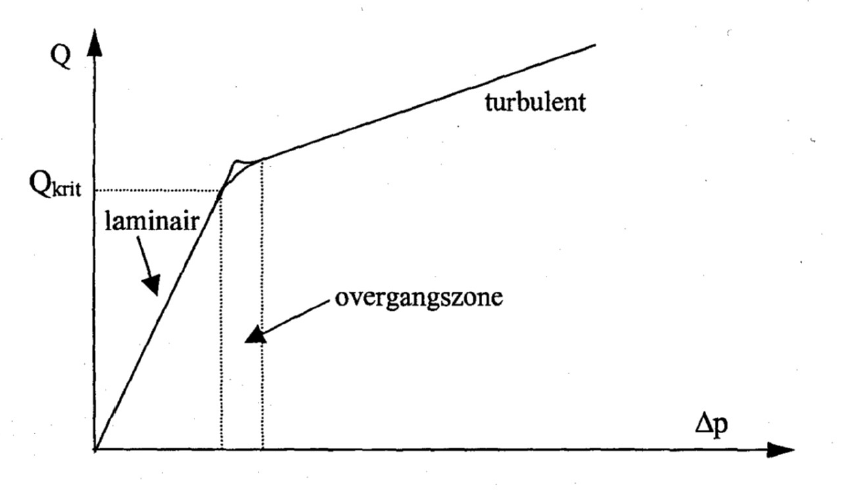 Q
turbulent
Qkrit
laminair
overgangszone
Δp